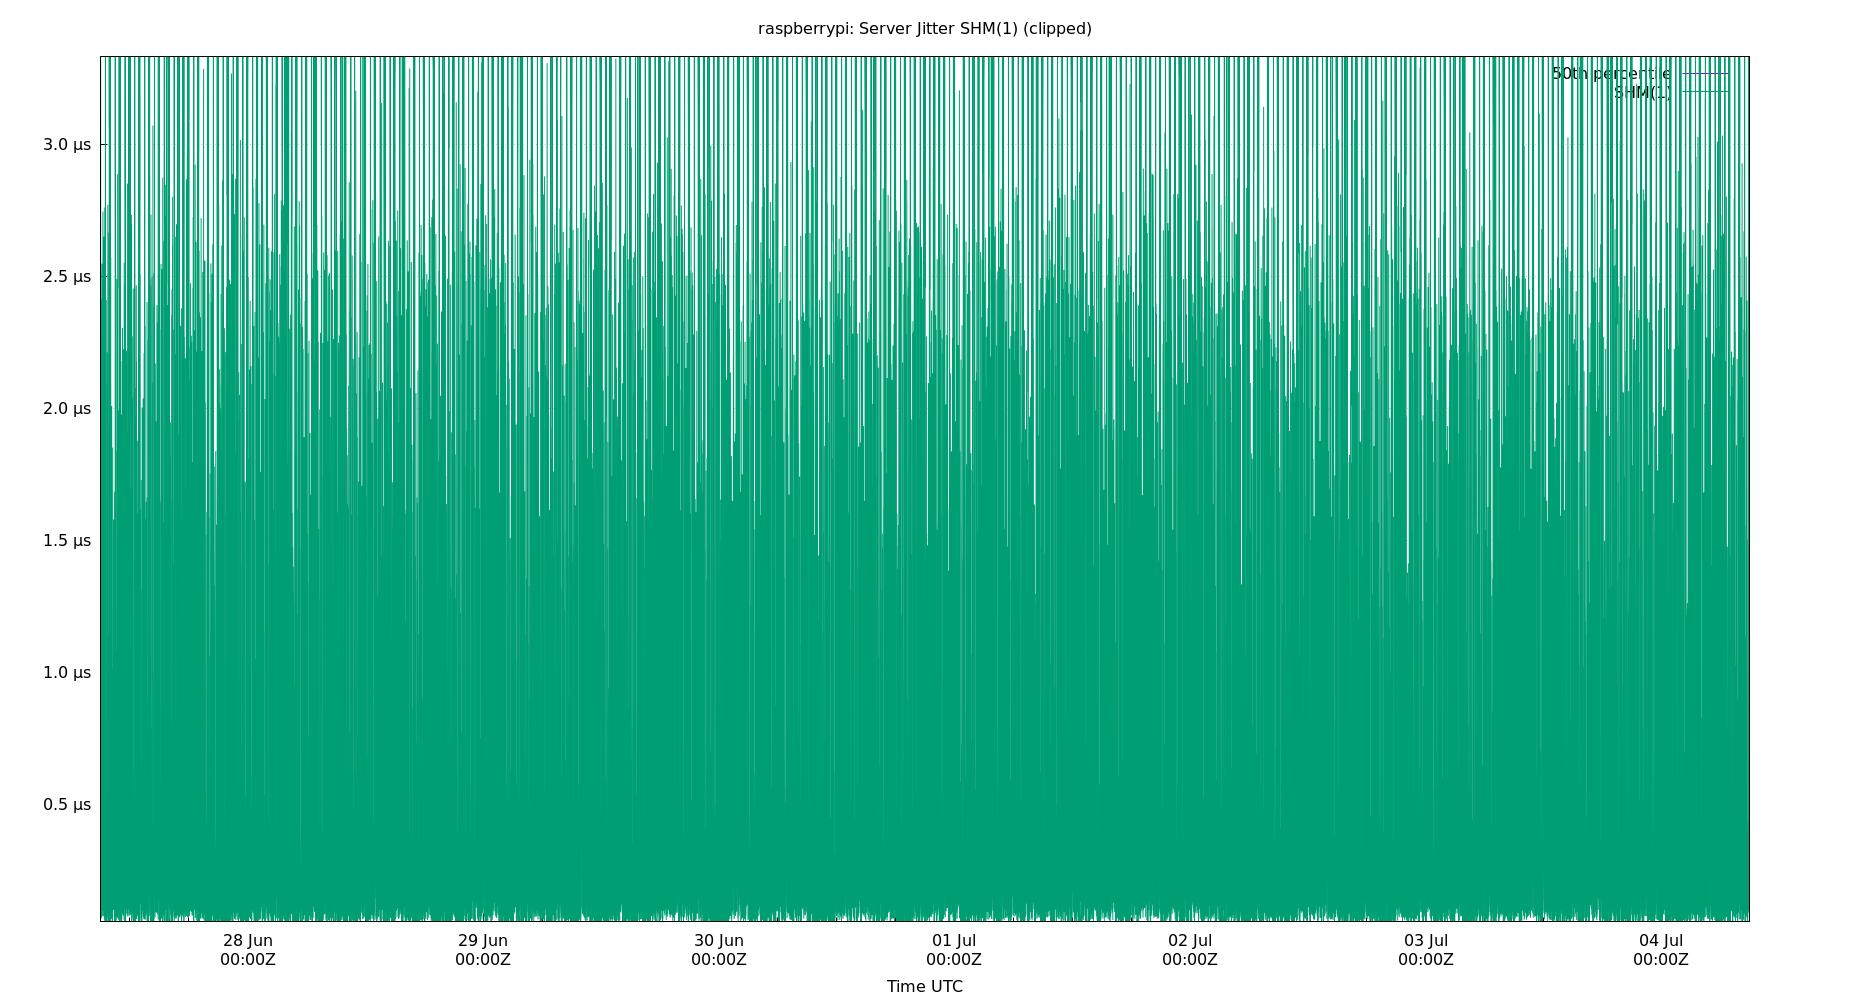 raspberrypi: Server Jitter SHM(1) (clipped)
50th percentile
SHM(1)
3.0 µs
2.5 µs
2.0 µs
1.5 µs
1.0 µs
0.5 µs
28 Jun 29 Jun 30 Jun 01 Jul 02 Jul 03 Jul 04 Jul
00:00Z 00:00Z 00:00Z 00:00Z 00:00Z 00:00Z 00:00Z
Time UTC